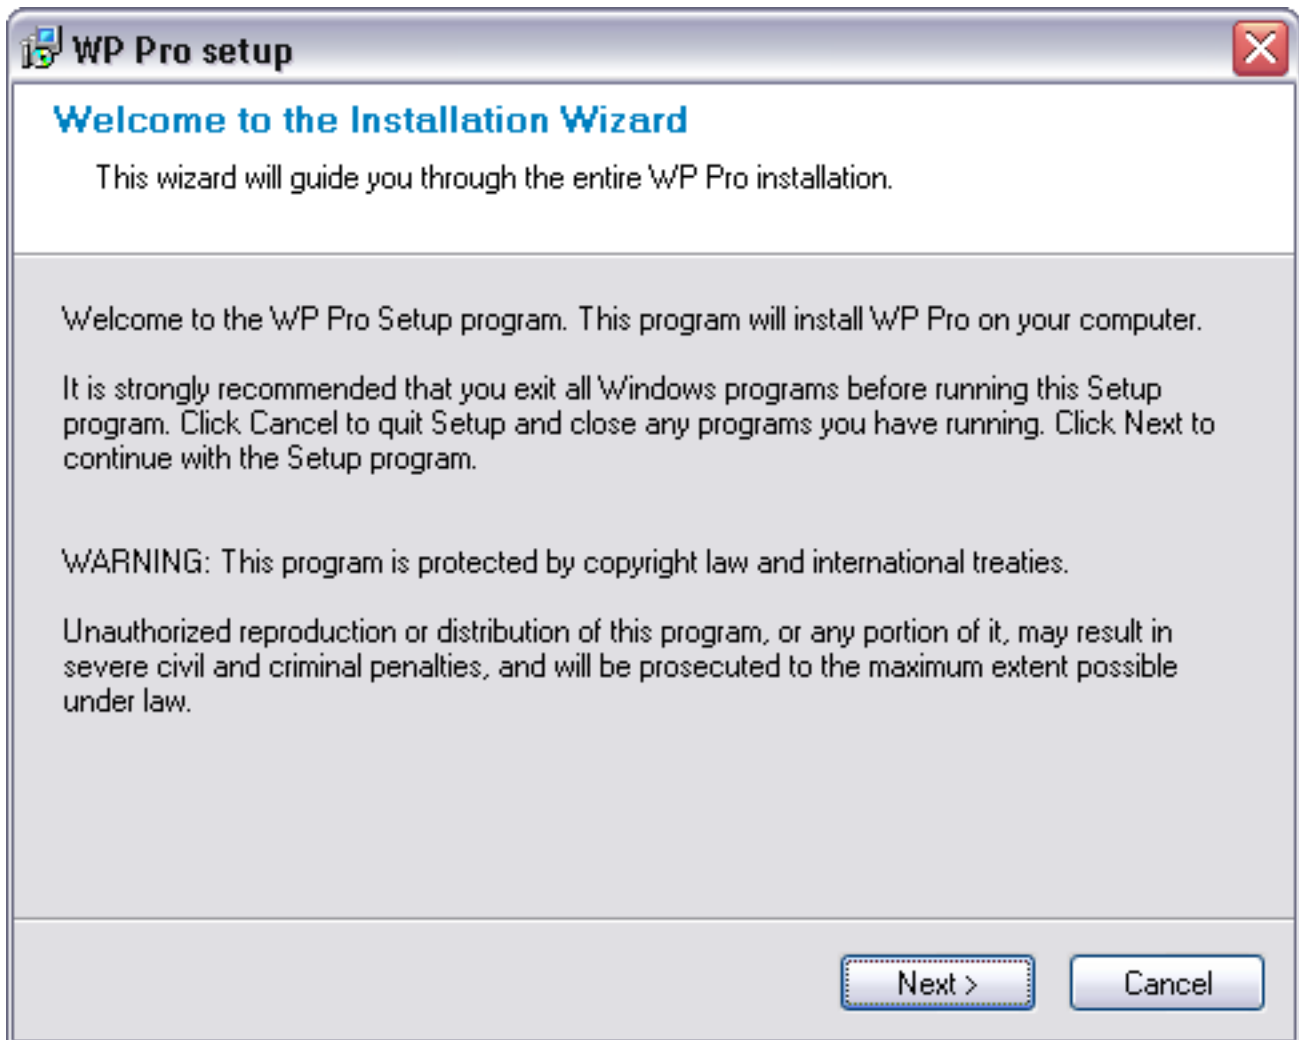 WP Pro setup
Welcome to the Installation Wizard
This wizard will guide you through the entire WP Pro installation.
Welcome to the WP Pro Setup program. This program will install WP Pro on your computer.
It is strongly recommended that you exit all Windows programs before running this Setup
program. Click Cancel to quit Setup and close any programs you have running. Click Next to
continue with the Setup program.
WARNING: This program is protected by copyright law and international treaties.
Unauthorized reproduction or distribution of this program, or any portion of it, may result in
severe civil and criminal penalties, and will be prosecuted to the maximum extent possible
under law.
Next >
Cancel